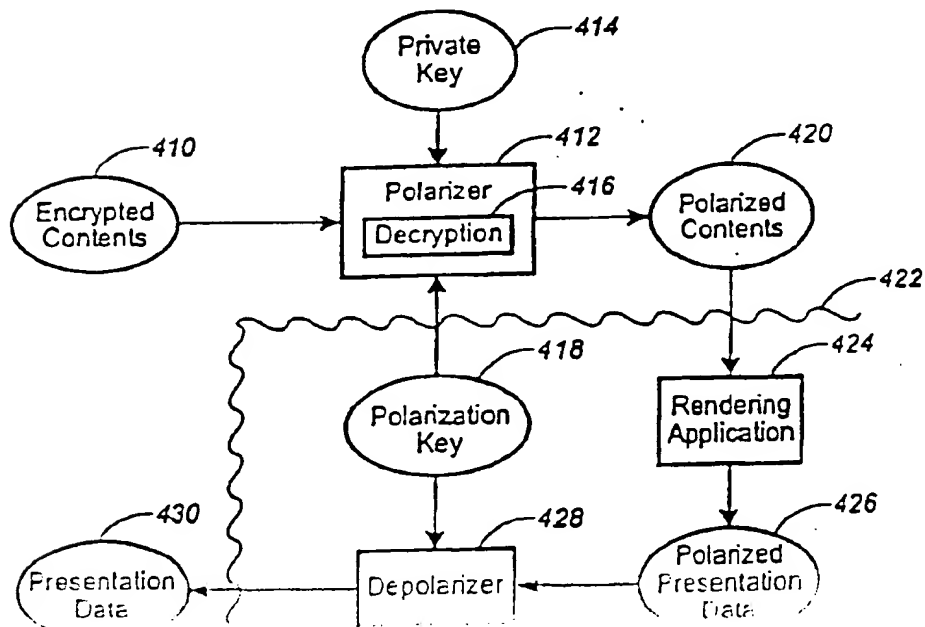 Private
Key
414
410
412
420
Polarizer
416
Encrypted
Contents
Decryption
Polarized
Contents
422
418
424
Polarization
Key
Rendering
Application
430
428
426
Presentation
Data
Depolarizer
Polarized
Presentation
Data